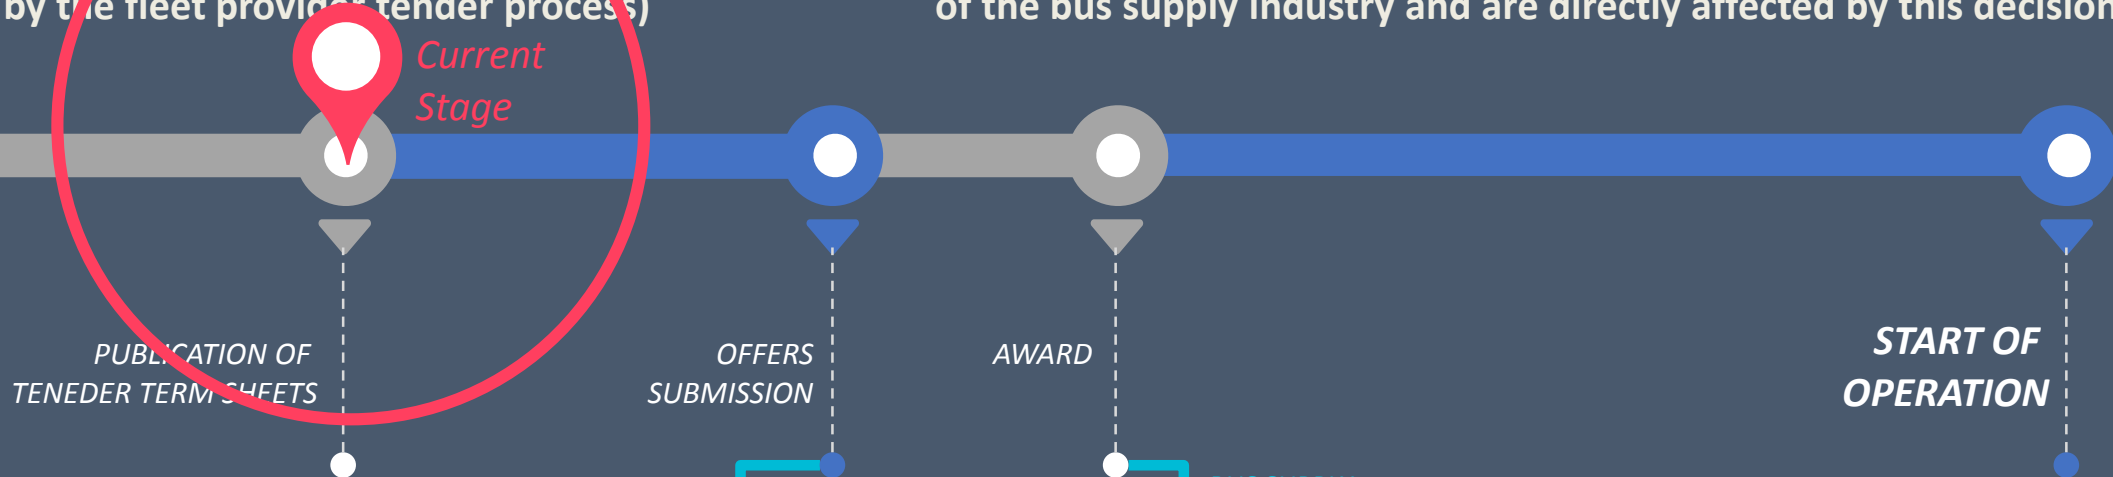 by the fleet provider tender process)
of the bus supply industry and are directly affected by this decision
Current
Stage
PUBLICATION OF
TENEDER TERM SHEETS
OFFERS
SUBMISSION
AWARD
START OF
OPERATION